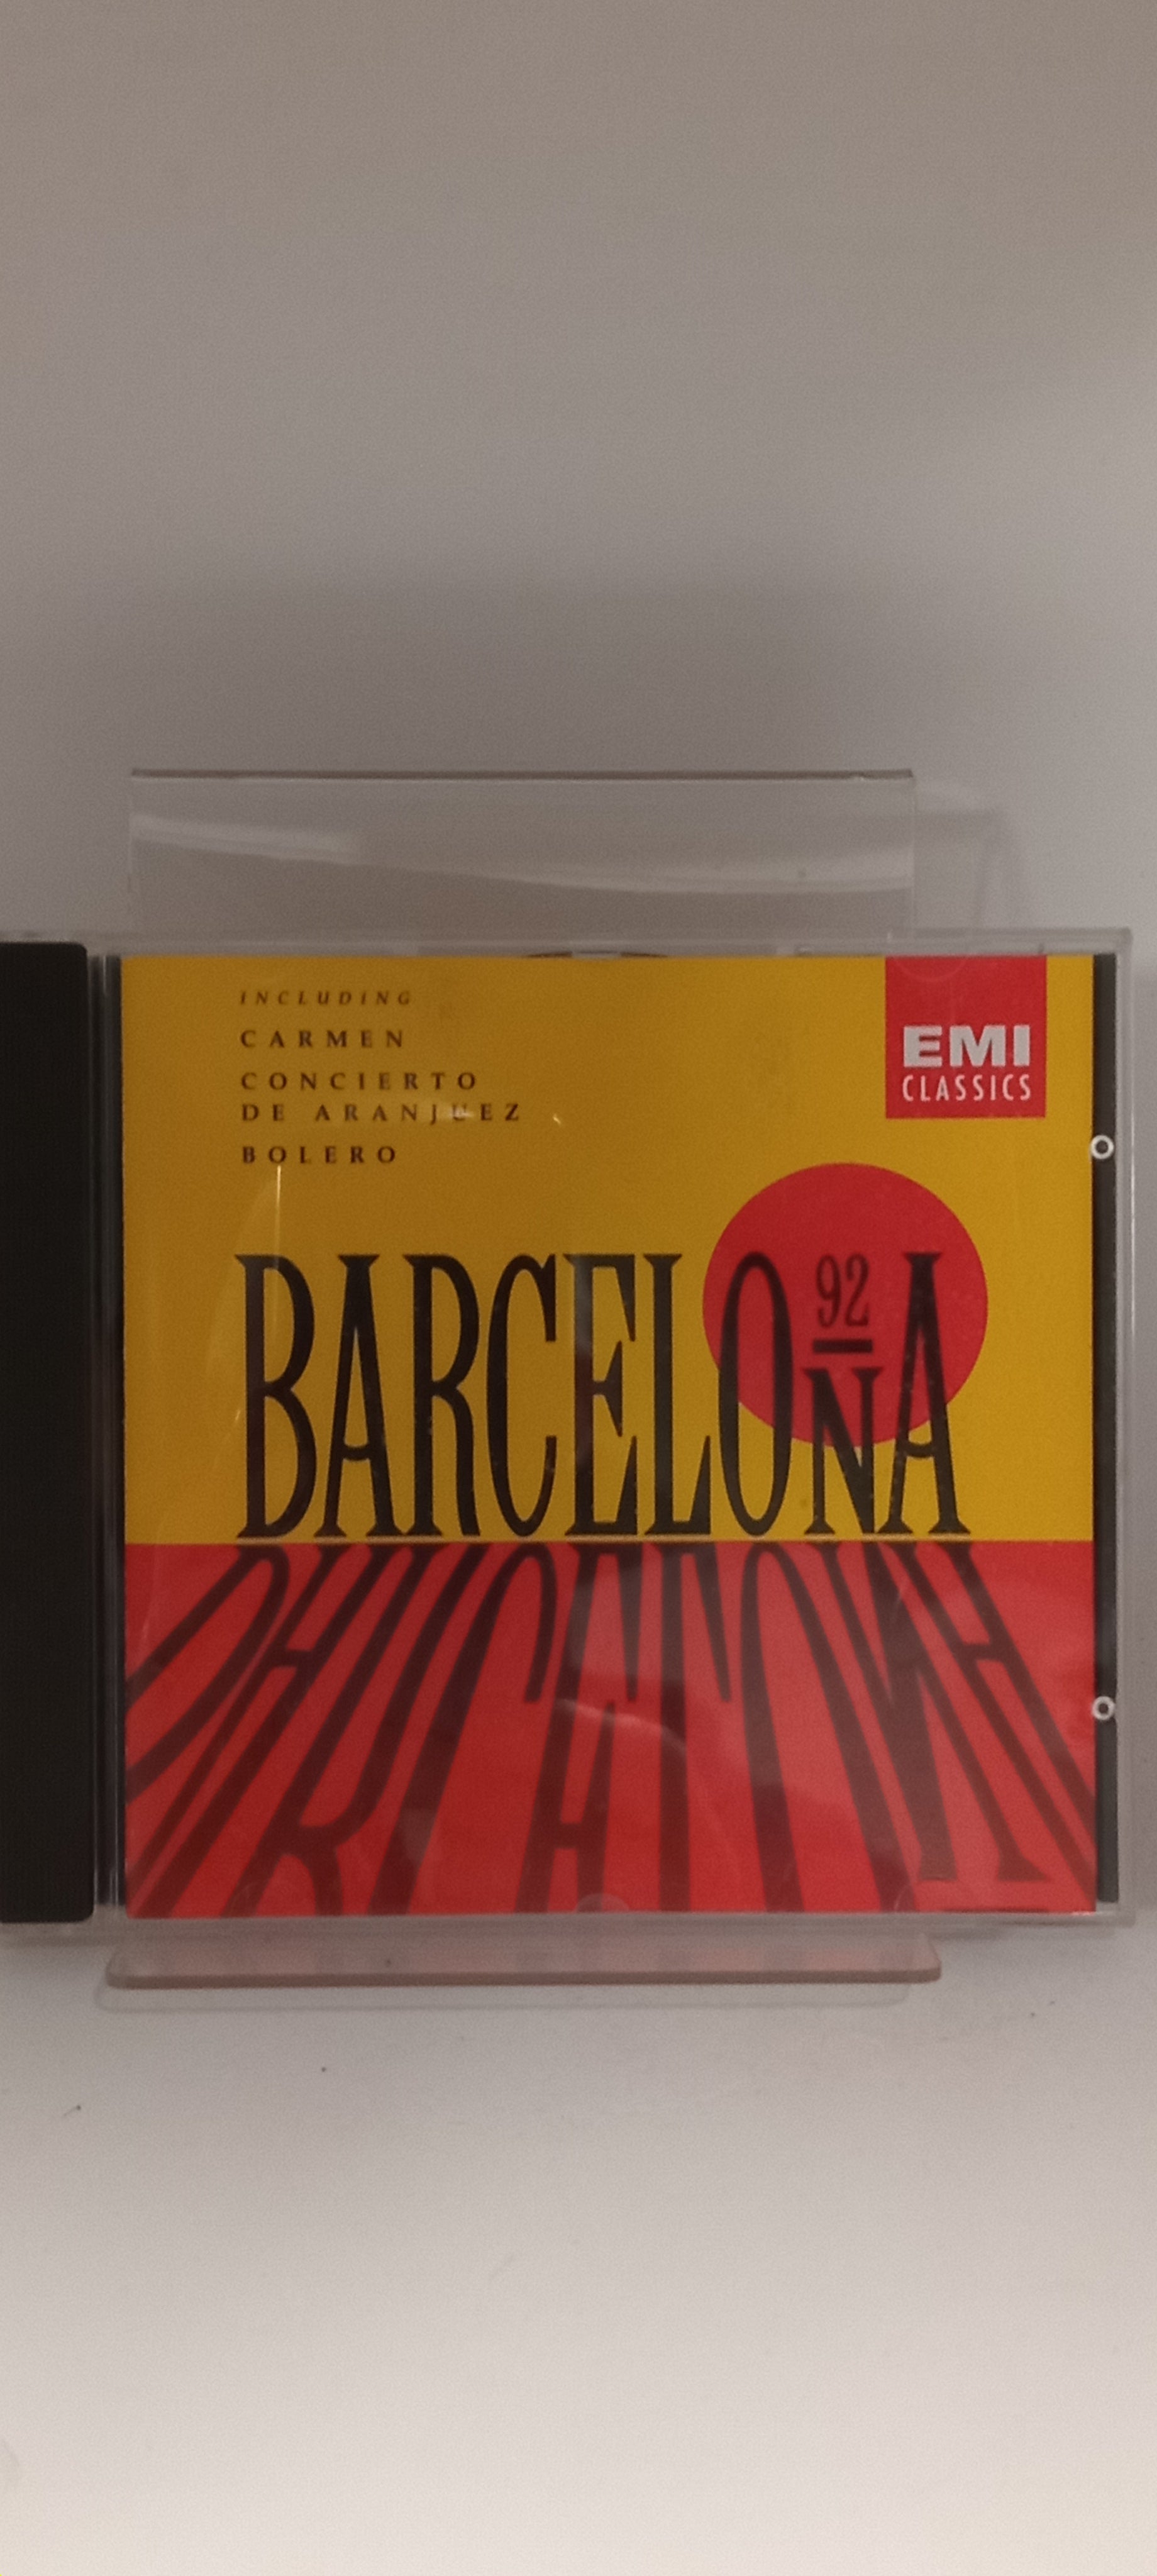 INCLUDING
CARMEN
CONCIERTO
DE ARANJUEZ
BOLERO
EMI
CLASSICS
BARCELONA
92